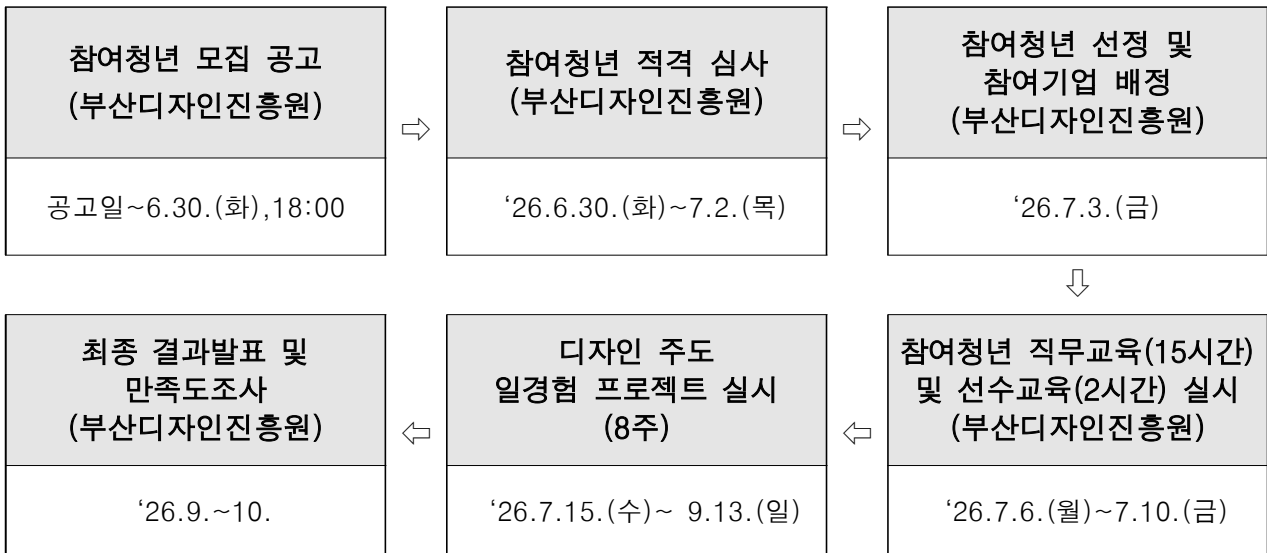 참여청년 모집 공고
(부산디자인진흥원)
공고일~6.30.(화),18:00
⇨
참여청년 적격 심사
(부산디자인진흥원)
‘26.6.30.(화)~7.2.(목)
⇨
참여청년 선정 및
참여기업 배정
(부산디자인진흥원)
‘26.7.3.(금)
⇩
참여청년 직무교육(15시간)
및 선수교육(2시간) 실시
(부산디자인진흥원)
‘26.7.6.(월)~7.10.(금)
⇦
디자인 주도
일경험 프로젝트 실시
(8주)
‘26.7.15.(수)~ 9.13.(일)
⇦
최종 결과발표 및
만족도조사
(부산디자인진흥원)
‘26.9.~10.